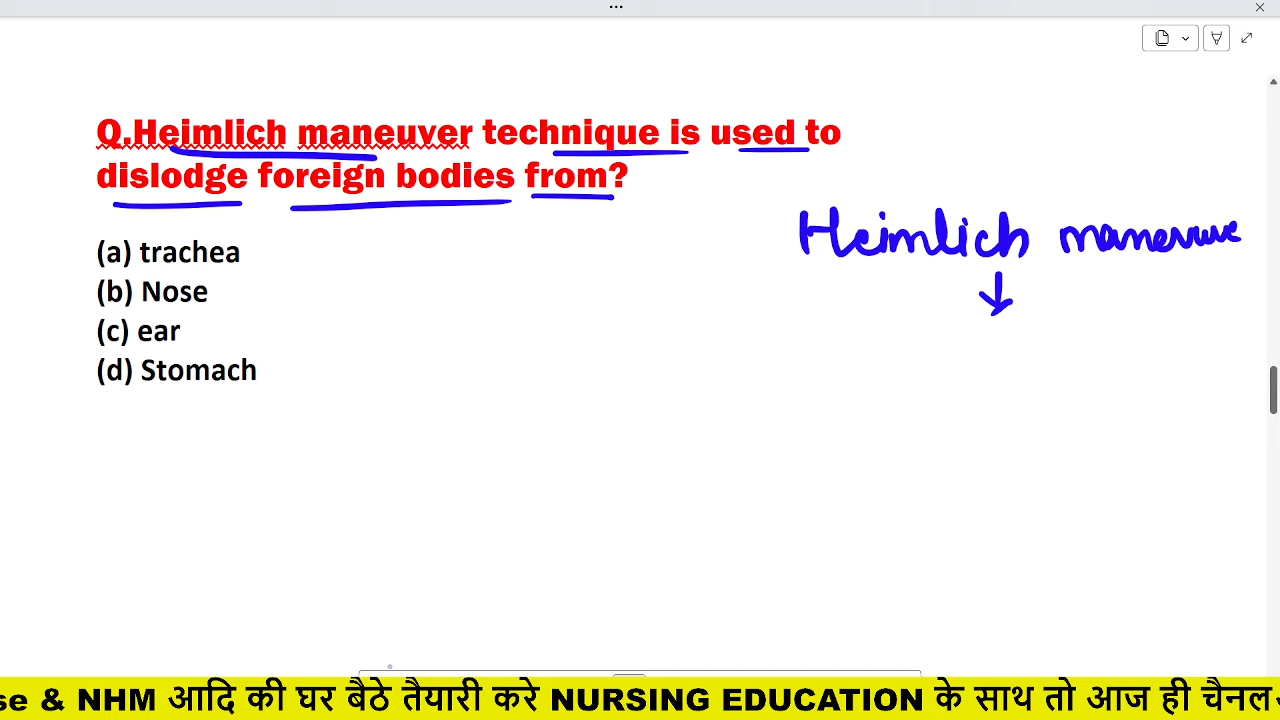 Q.Heimlich maneuver technique is used to
dislodge foreign bodies from?
Heimlich
(a) trachea
(b) Nose
(c) ear
(d) Stomach
se & NHM आदि की घर बैठे तैयारी करे NURSING EDUCATION के साथ तो आज ही चैनल